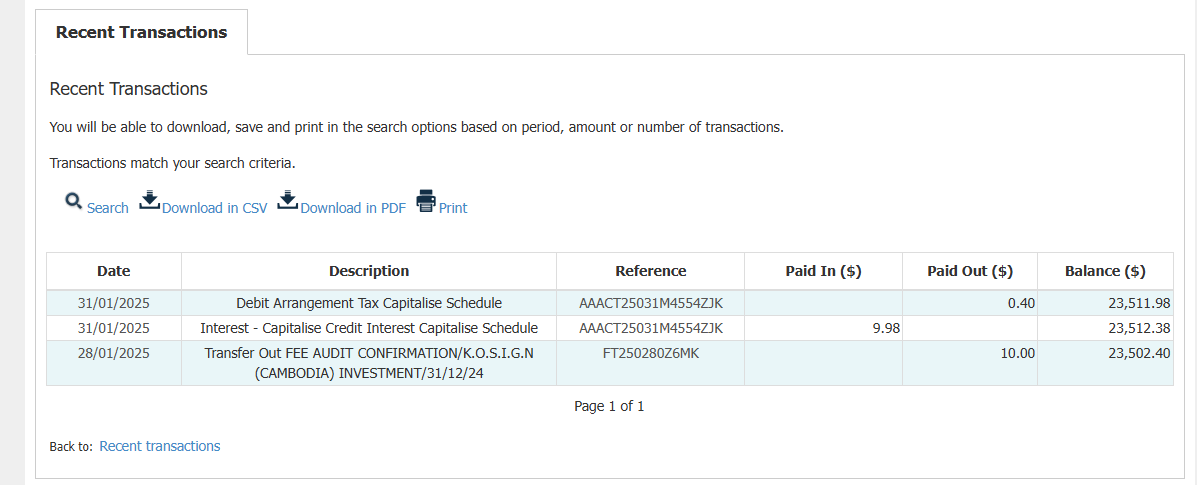 Recent Transactions
Recent Transactions
You will be able to download, save and print in the search options based on period, amount or number of transactions.
Transactions match your search criteria.
Search Download in CSV Download in PDF Print
Date Description Reference Paid In ($) Paid Out ($) Balance ($)
31/01/2025 Debit Arrangement Tax Capitalise Schedule AAACT25031M4554ZJK 0.40 23,511.98
31/01/2025 Interest - Capitalise Credit Interest Capitalise Schedule AAACT25031M4554ZJK 9.98 23,512.38
28/01/2025 Transfer Out FEE AUDIT CONFIRMATION/K.O.S.I.G.N FT250280Z6MK 10.00 23,502.40
(CAMBODIA) INVESTMENT/31/12/24
Page 1 of 1
Back to: Recent transactions